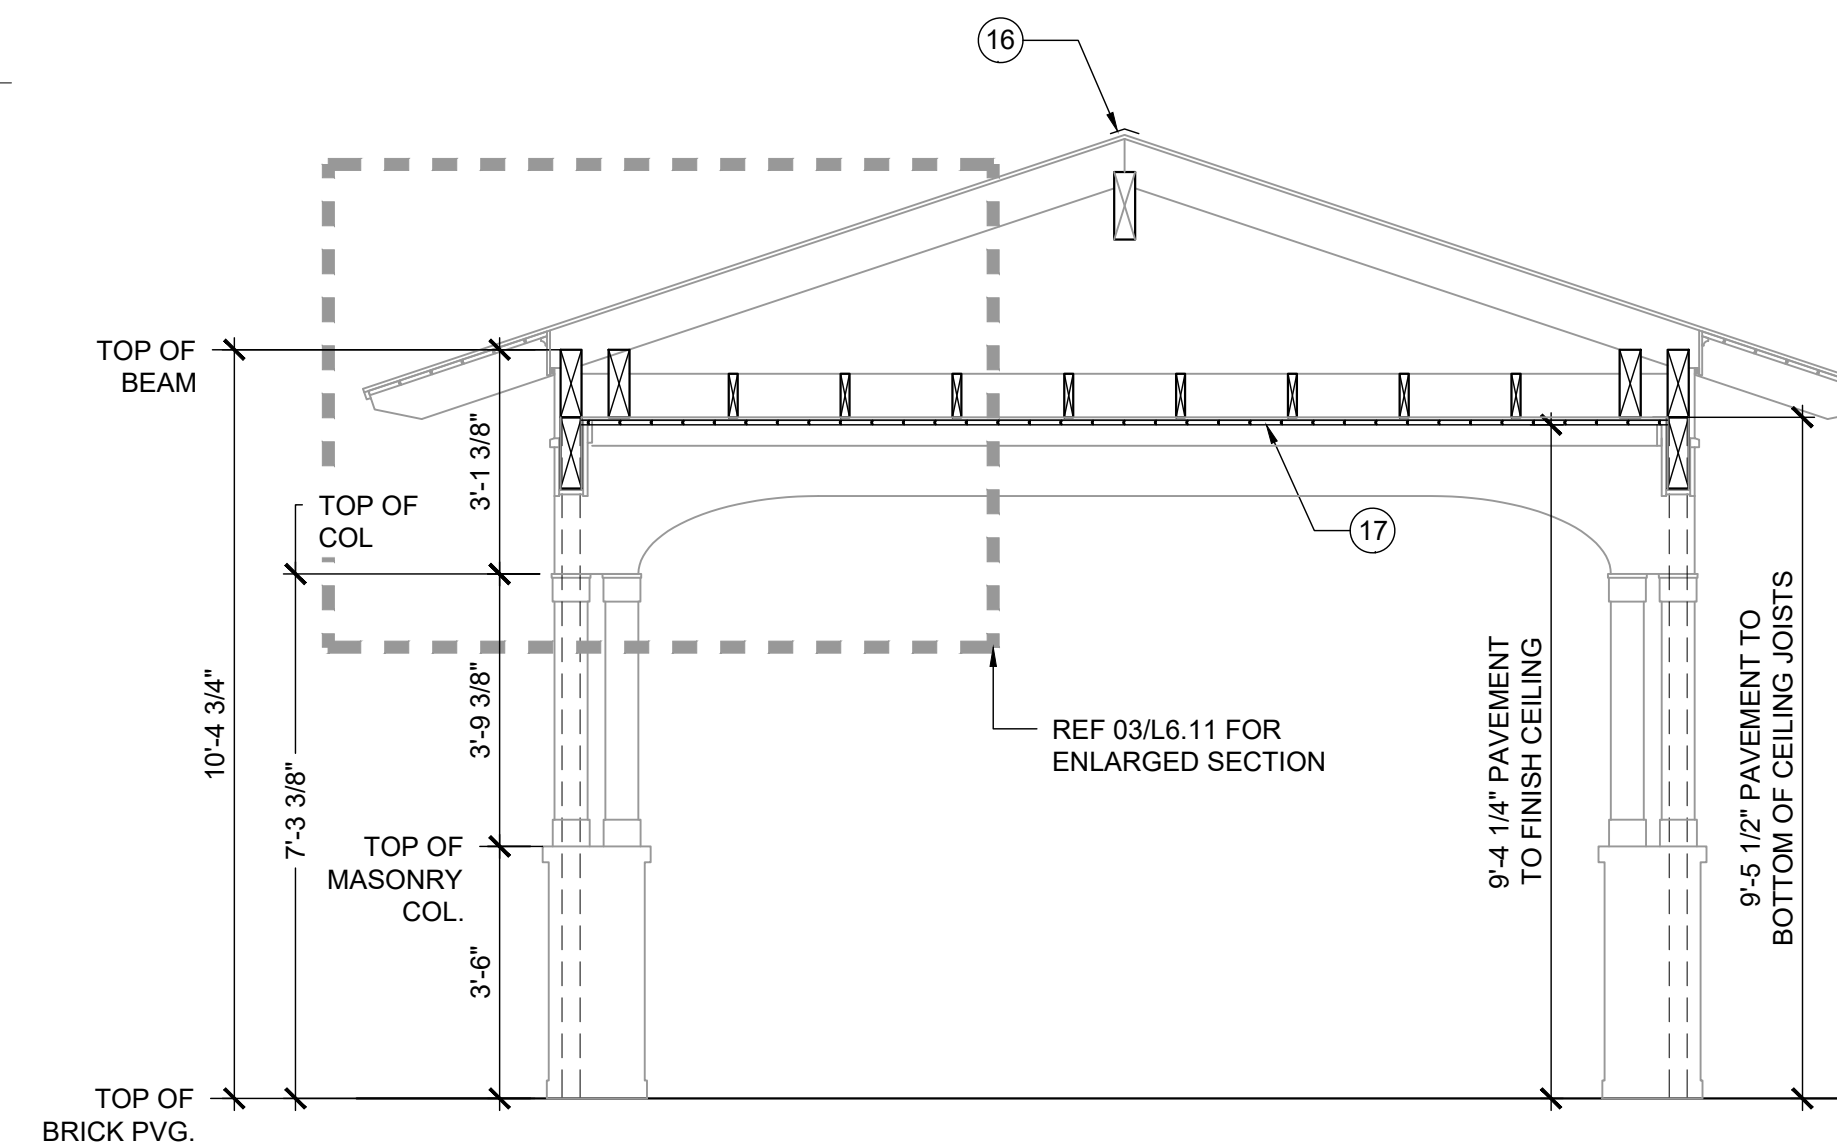 16
TOP OF
BEAM
3'-1 3/8"
TOP OF
COL
17
10'-4 3/4"
7'-3 3/8"
3'-9 3/8"
REF 03/L6.11 FOR
ENLARGED SECTION
9'-4 1/4" PAVEMENT
TO FINISH CEILING
9'-5 1/2" PAVEMENT TO
BOTTOM OF CEILING JOISTS
TOP OF
MASONRY
COL.
3'-6"
TOP OF
BRICK PVG.